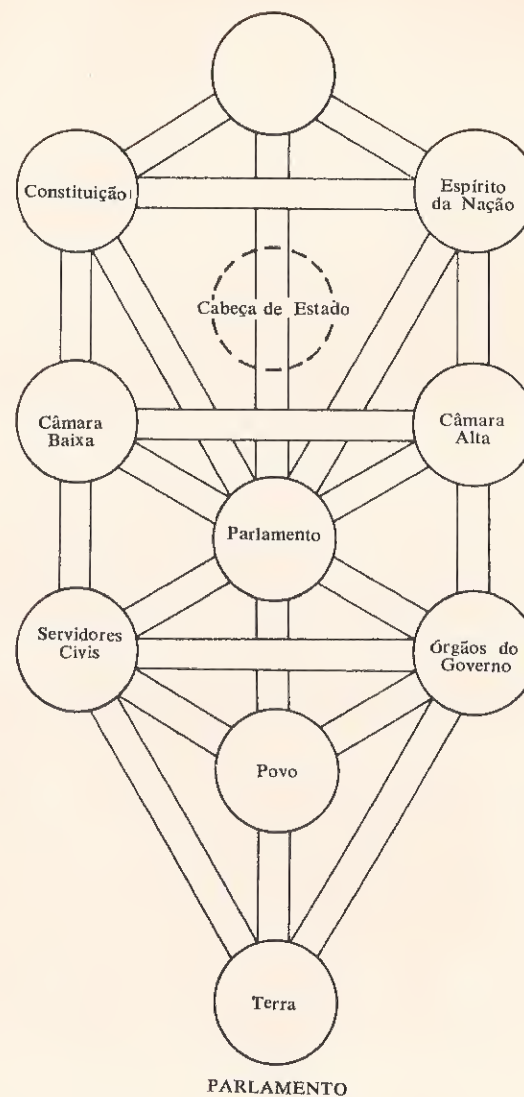 Constituição
Espírito
da Nação
Cabeça de Estado
Câmara
Baixa
Câmara
Alta
Parlamento
Servidores
Civis
Órgãos do
Governo
Povo
Terra
PARLAMENTO